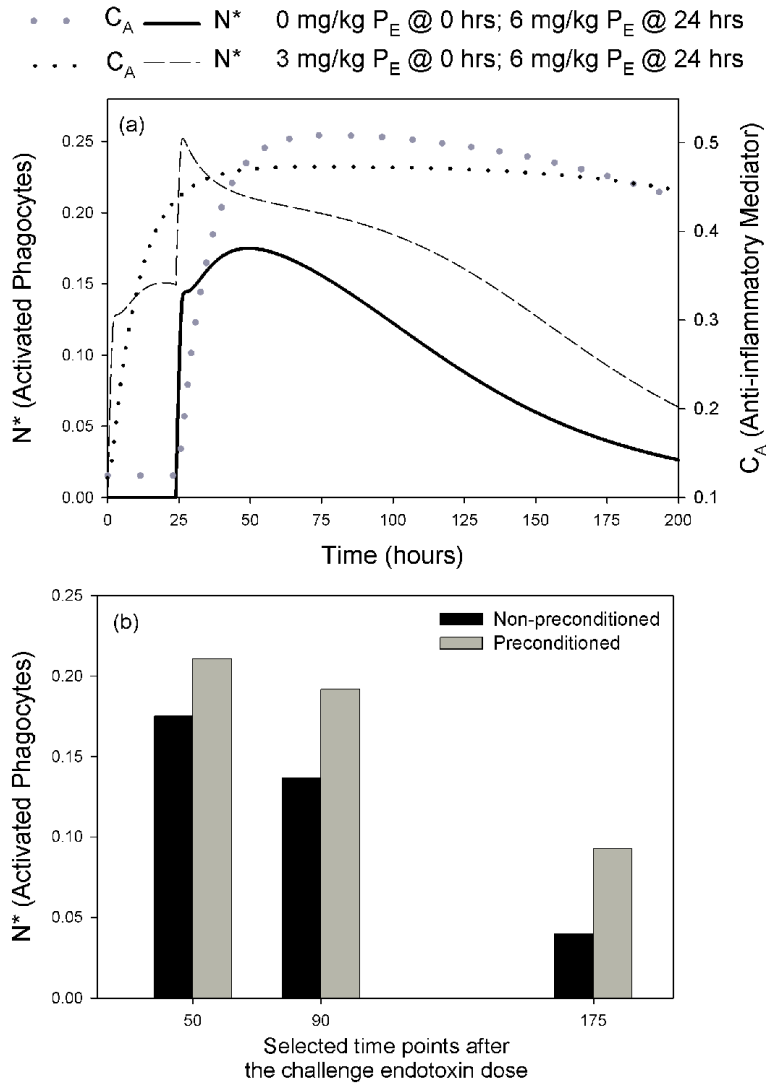 C_A N* 0 mg/kg P_E @ 0 hrs; 6 mg/kg P_E @ 24 hrs
C_A N* 3 mg/kg P_E @ 0 hrs; 6 mg/kg P_E @ 24 hrs
(a)
N* (Activated Phagocytes)
0.25
0.20
0.15
0.10
0.05
0.00
0.5
0.4
0.3
0.2
0.1
C_A (Anti-inflammatory Mediator)
0 25 50 75 100 125 150 175 200
Time (hours)
(b)
Non-preconditioned
Preconditioned
N* (Activated Phagocytes)
0.25
0.20
0.15
0.10
0.05
0.00
50 90 175
Selected time points after
the challenge endotoxin dose